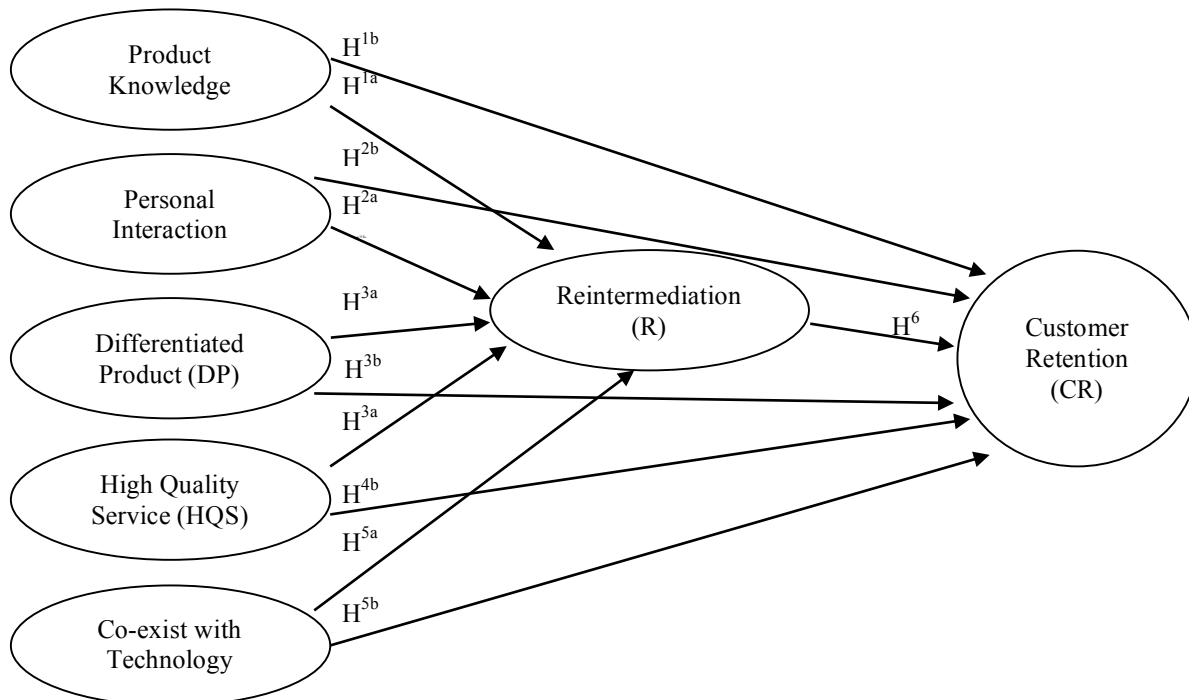 Product
Knowledge
H1b
H1a
Personal
Interaction
H2b
H2a
Differentiated
Product (DP)
H3a
H3b
High Quality
Service (HQS)
H3a
H4b
Co-exist with
Technology
H5a
H5b
Reintermediation
(R)
H6
Customer
Retention
(CR)